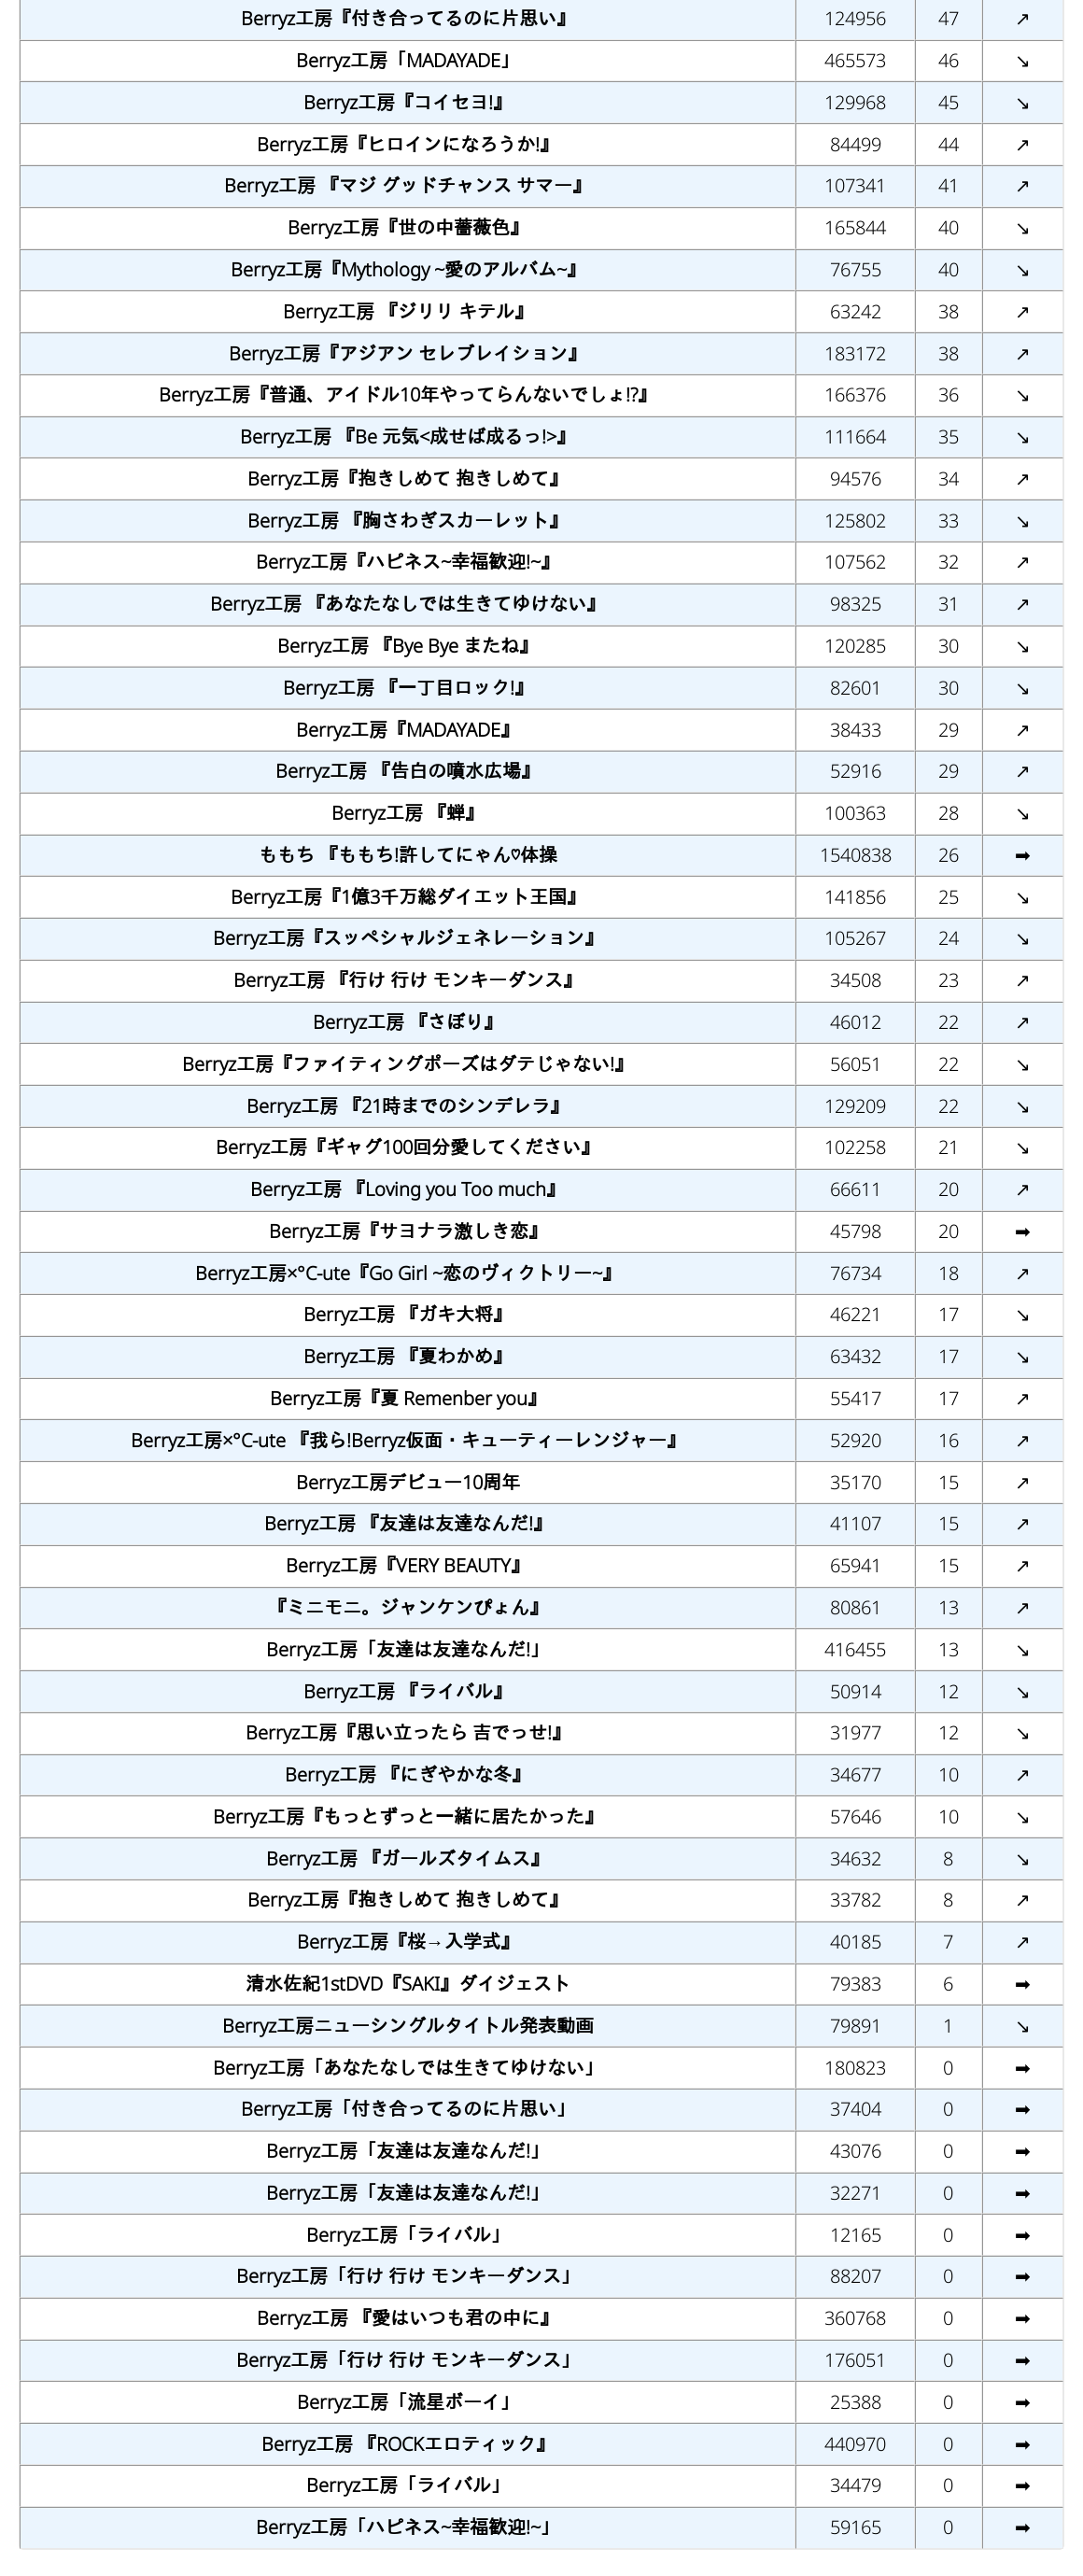 Berryz工房『付き合ってるのに片思い』 124956 47 ↗
Berryz工房「MADAYADE」 465573 46 ↘
Berryz工房『コイセヨ!』 129968 45 ↘
Berryz工房『ヒロインになろうか!』 84499 44 ↗
Berryz工房 『マジ グッドチャンス サマー』 107341 41 ↗
Berryz工房『世の中薔薇色』 165844 40 ↘
Berryz工房『Mythology ~愛のアルバム~』 76755 40 ↘
Berryz工房 『ジリリ キテル』 63242 38 ↗
Berryz工房『アジアン セレブレイション』 183172 38 ↗
Berryz工房『普通、アイドル10年やってらんないでしょ!?』 166376 36 ↘
Berryz工房 『Be 元気<成せば成るっ!>』 111664 35 ↘
Berryz工房『抱きしめて 抱きしめて』 94576 34 ↗
Berryz工房 『胸さわぎスカーレット』 125802 33 ↘
Berryz工房『ハピネス~幸福歓迎!~』 107562 32 ↗
Berryz工房 『あなたなしでは生きてゆけない』 98325 31 ↗
Berryz工房 『Bye Bye またね』 120285 30 ↘
Berryz工房 『一丁目ロック!』 82601 30 ↘
Berryz工房『MADAYADE』 38433 29 ↗
Berryz工房 『告白の噴水広場』 52916 29 ↗
Berryz工房 『蝉』 100363 28 ↘
ももち 『ももち!許してにゃん♡体操 1540838 26 ➡
Berryz工房『1億3千万総ダイエット王国』 141856 25 ↘
Berryz工房『スッペシャルジェネレーション』 105267 24 ↘
Berryz工房 『行け 行け モンキーダンス』 34508 23 ↗
Berryz工房 『さぼり』 46012 22 ↗
Berryz工房『ファイティングポーズはダテじゃない!』 56051 22 ↘
Berryz工房 『21時までのシンデレラ』 129209 22 ↘
Berryz工房『ギャグ100回分愛してください』 102258 21 ↘
Berryz工房 『Loving you Too much』 66611 20 ↗
Berryz工房『サヨナラ激しき恋』 45798 20 ➡
Berryz工房×°C-ute『Go Girl ~恋のヴィクトリー~』 76734 18 ↗
Berryz工房 『ガキ大将』 46221 17 ↘
Berryz工房 『夏わかめ』 63432 17 ↘
Berryz工房『夏 Remenber you』 55417 17 ↗
Berryz工房×°C-ute 『我ら!Berryz仮面・キューティーレンジャー』 52920 16 ↗
Berryz工房デビュー10周年 35170 15 ↗
Berryz工房 『友達は友達なんだ!』 41107 15 ↗
Berryz工房『VERY BEAUTY』 65941 15 ↗
『ミニモニ。ジャンケンぴょん』 80861 13 ↗
Berryz工房「友達は友達なんだ!」 416455 13 ↘
Berryz工房 『ライバル』 50914 12 ↘
Berryz工房『思い立ったら 吉でっせ!』 31977 12 ↘
Berryz工房 『にぎやかな冬』 34677 10 ↗
Berryz工房『もっとずっと一緒に居たかった』 57646 10 ↘
Berryz工房 『ガールズタイムス』 34632 8 ↘
Berryz工房『抱きしめて 抱きしめて』 33782 8 ↗
Berryz工房『桜→入学式』 40185 7 ↗
清水佐紀1stDVD『SAKI』ダイジェスト 79383 6 ➡
Berryz工房ニューシングルタイトル発表動画 79891 1 ↘
Berryz工房「あなたなしでは生きてゆけない」 180823 0 ➡
Berryz工房「付き合ってるのに片思い」 37404 0 ➡
Berryz工房「友達は友達なんだ!」 43076 0 ➡
Berryz工房「友達は友達なんだ!」 32271 0 ➡
Berryz工房「ライバル」 12165 0 ➡
Berryz工房「行け 行け モンキーダンス」 88207 0 ➡
Berryz工房 『愛はいつも君の中に』 360768 0 ➡
Berryz工房「行け 行け モンキーダンス」 176051 0 ➡
Berryz工房「流星ボーイ」 25388 0 ➡
Berryz工房 『ROCKエロティック』 440970 0 ➡
Berryz工房「ライバル」 34479 0 ➡
Berryz工房「ハピネス~幸福歓迎!~」 59165 0 ➡